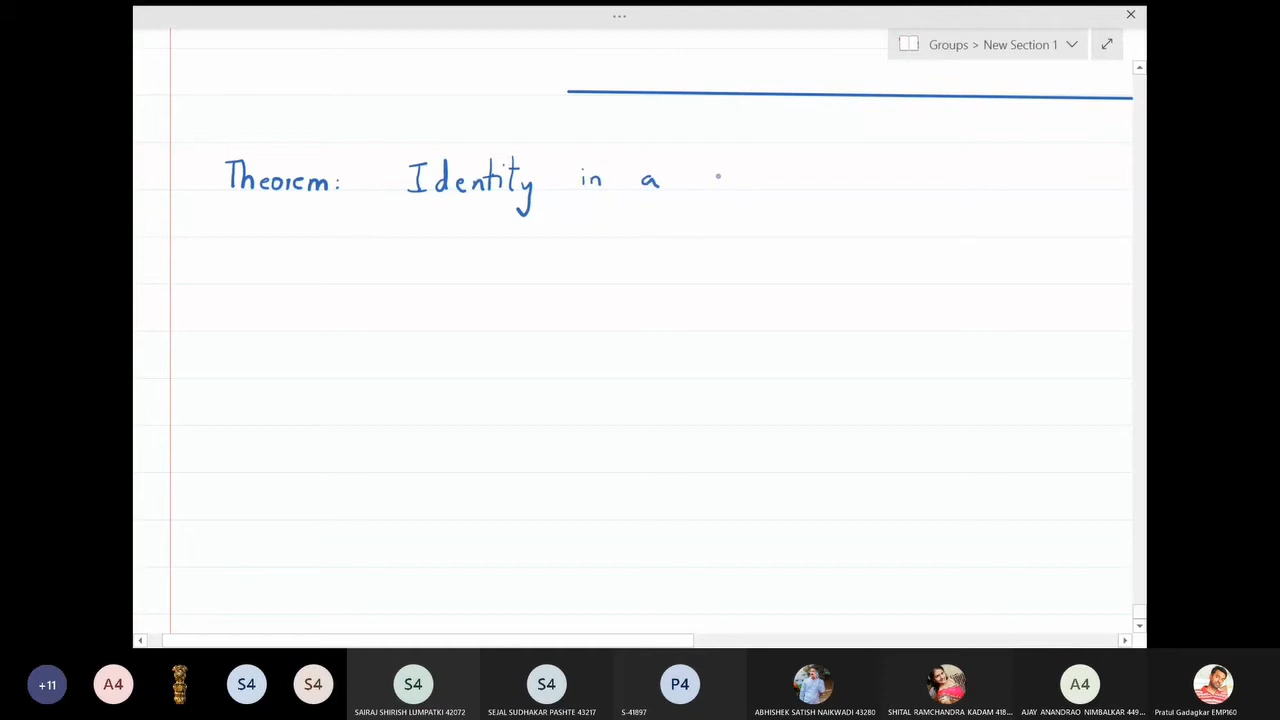 Groups > New Section 1
Theorem: Identity in a
+11 A4 S4 S4 S4 S4 P4 A4
SAIRAJ SHIRISH LUMPATKI 42072 SEJAL SUDHAKAR PASHTE 43217 S-41897 ABHISHEK SATISH NAIKWADI 43280 SHITAL RAMCHANDRA KADAM 418... AJAY ANANDRAO NIMBALKAR 449... Pratul Gadagkar EMP160